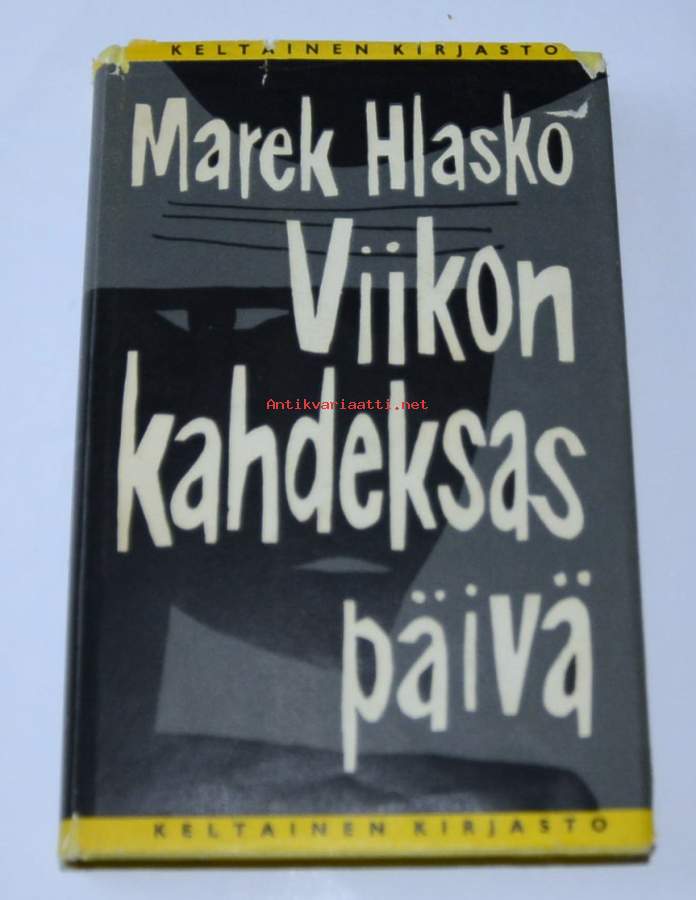 KELTAINEN KIRJASTO
Marek Hlasko
Viikon
Antikvariaatti.net
kahdeksas
päivä
KELTAINEN KIRJASTO